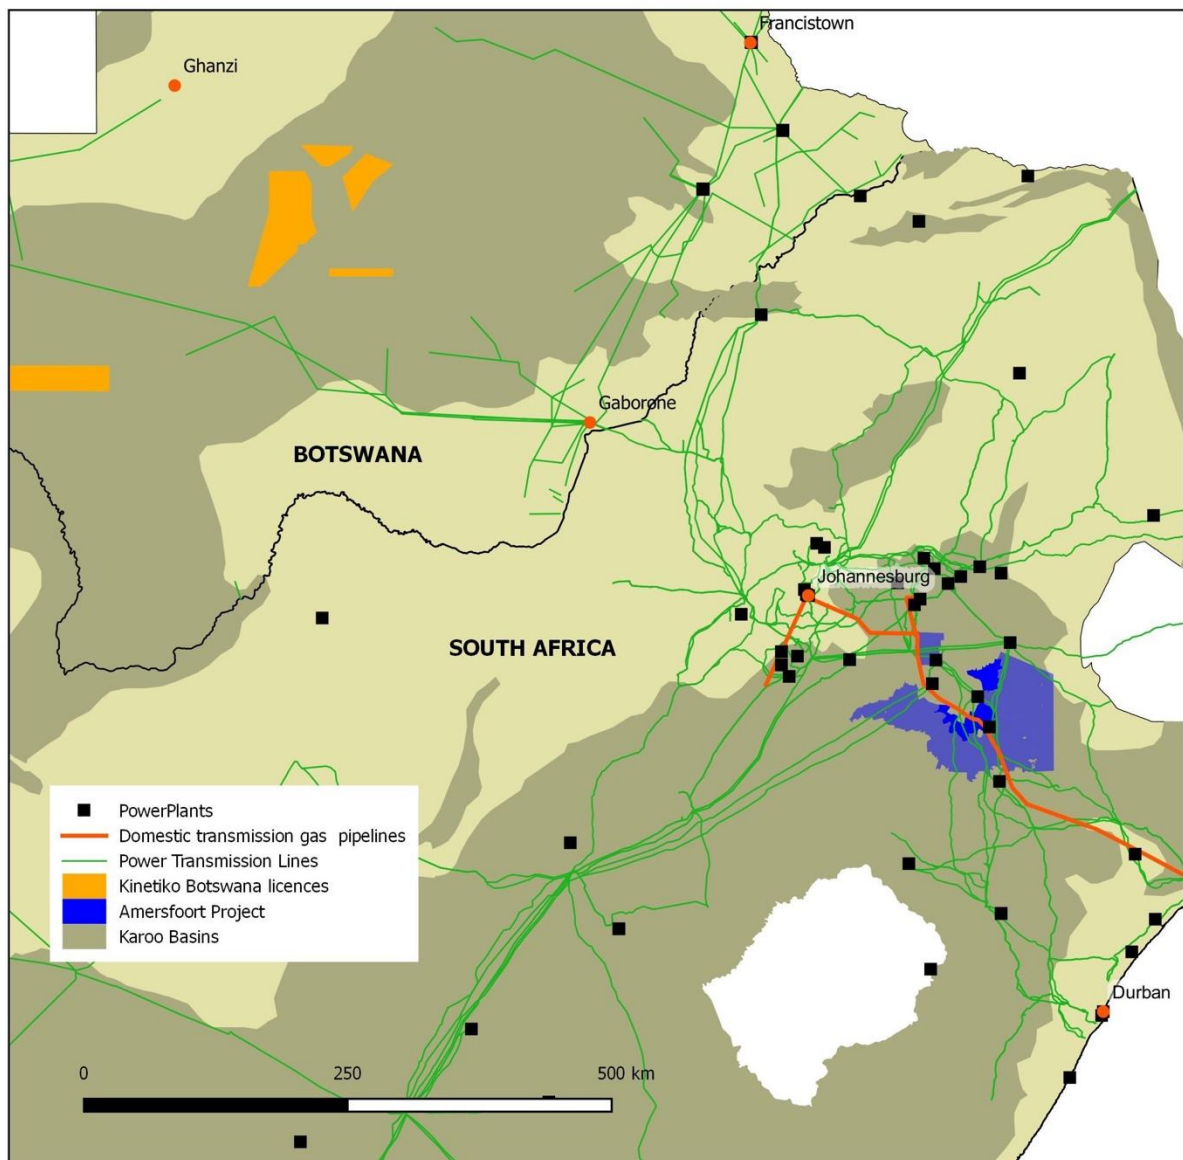 Francistown
Ghanzi
Gaborone
BOTSWANA
Johannesburg
SOUTH AFRICA
PowerPlants
Domestic transmission gas pipelines
Power Transmission Lines
Kinetiko Botswana licences
Amersfoort Project
Karoo Basins
Durban
0 250 500 km